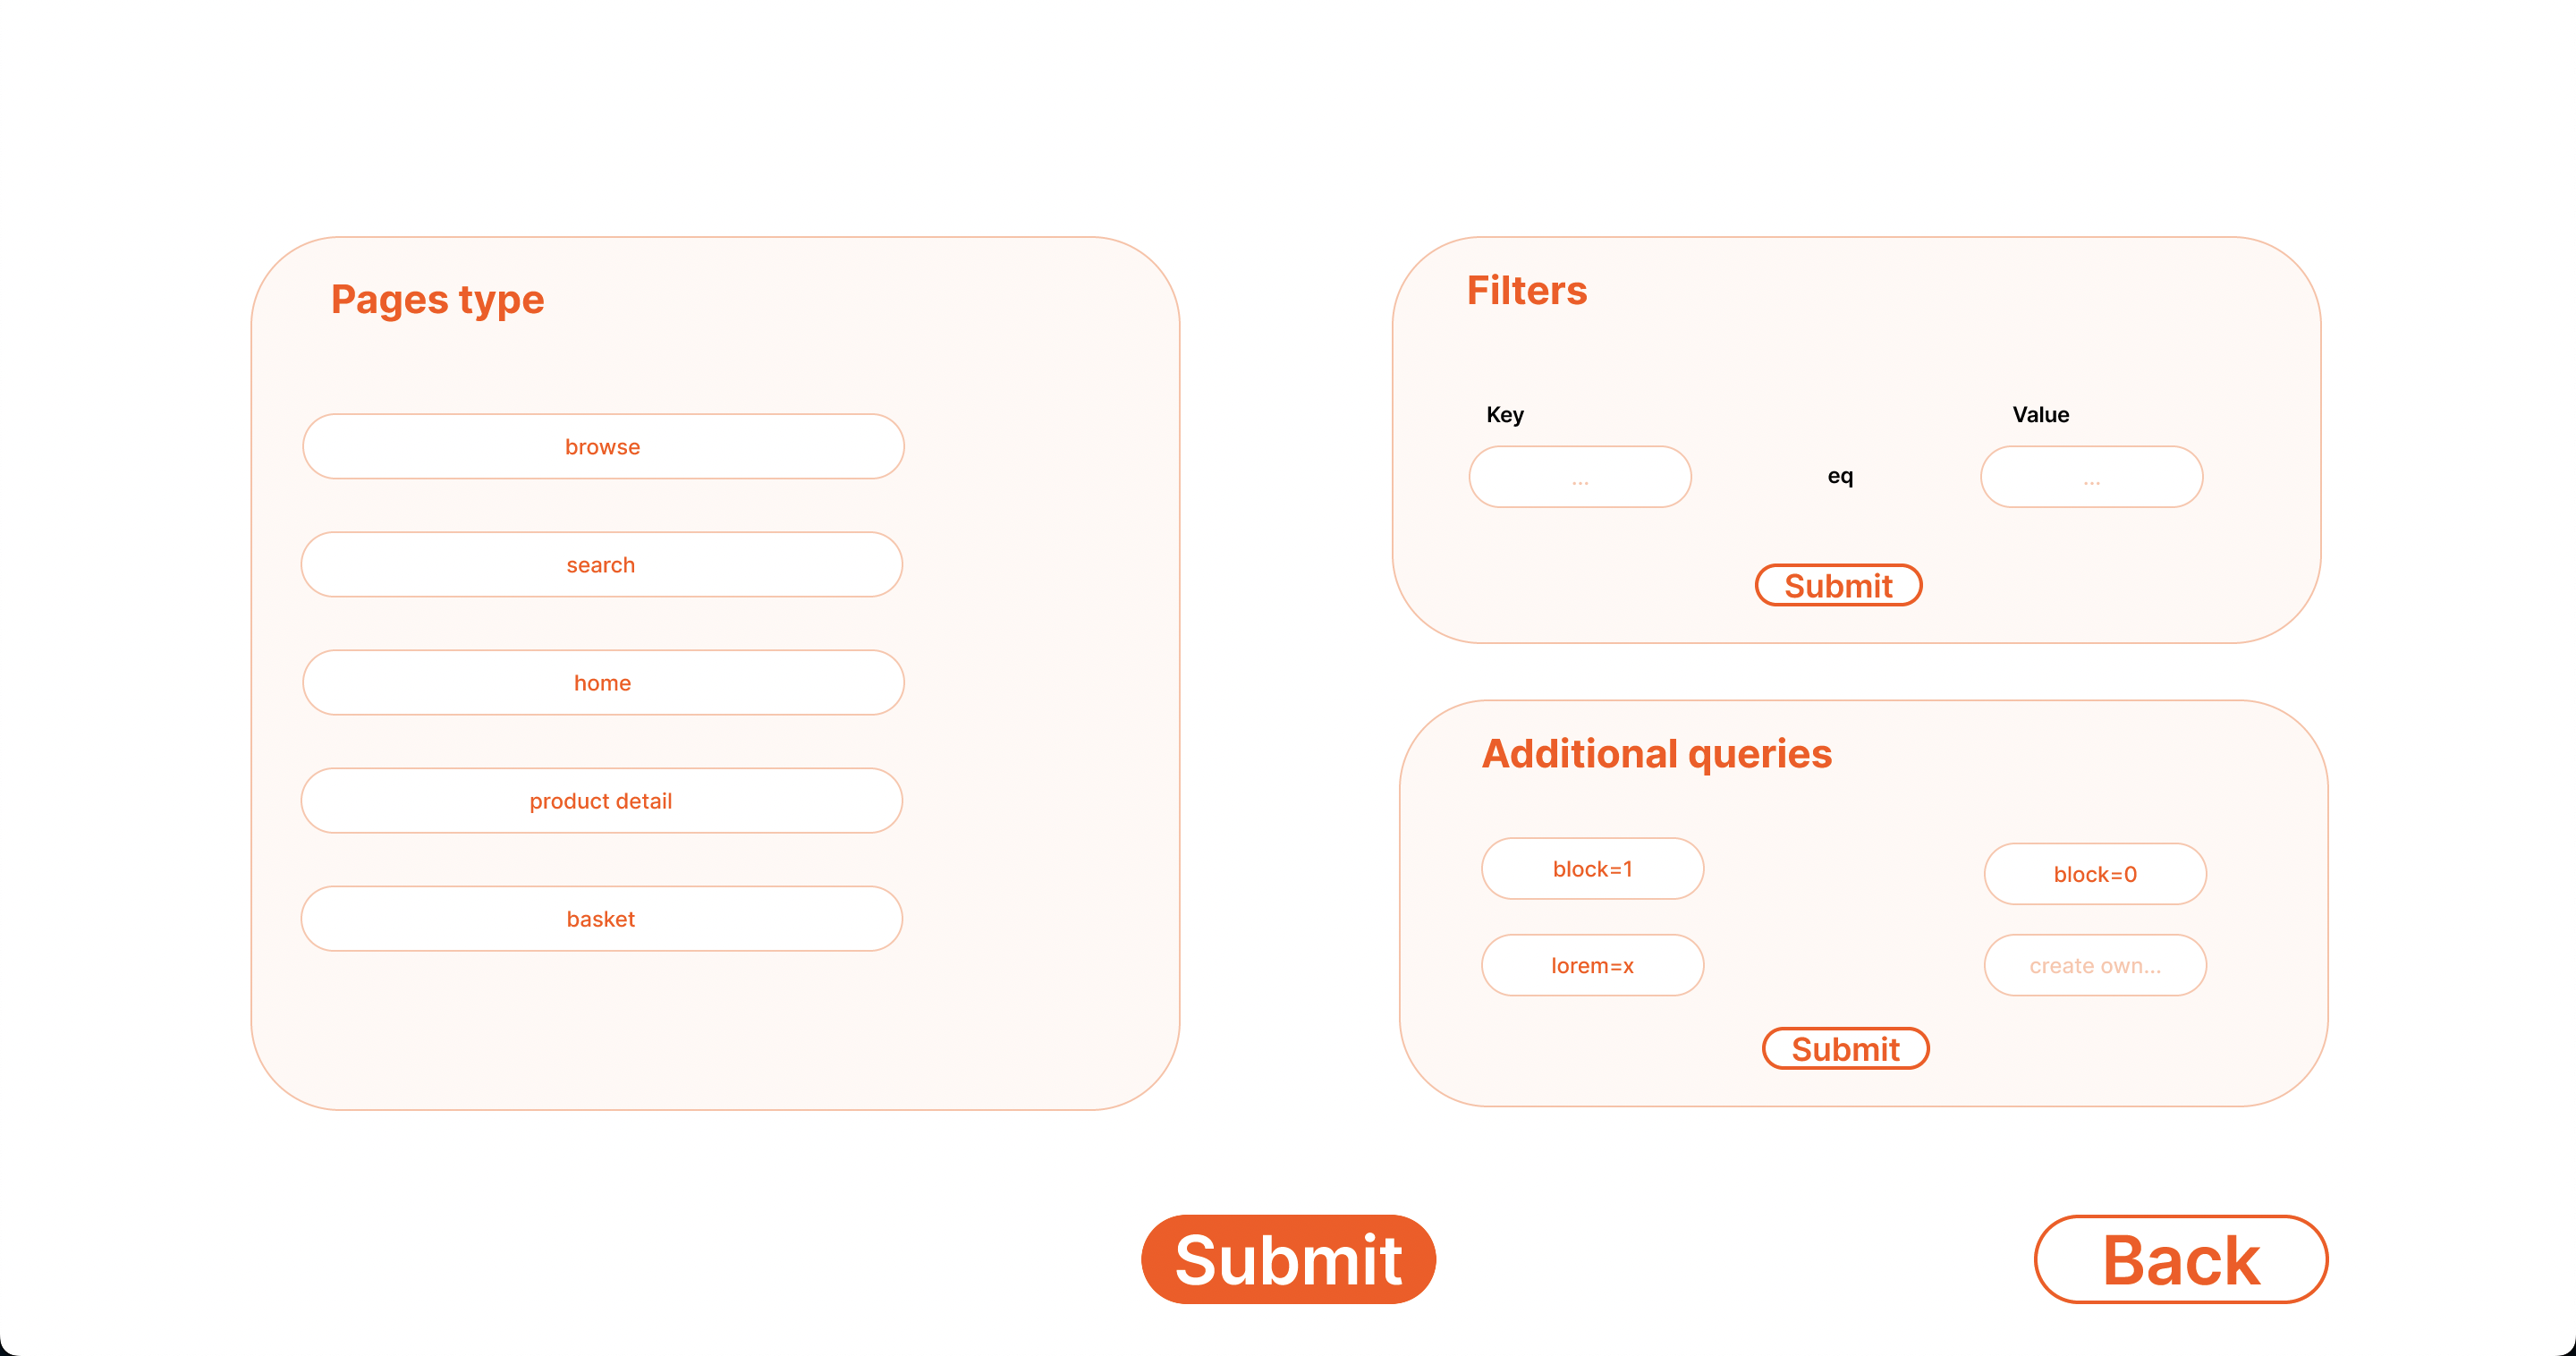 Pages type
browse
search
home
product detail
basket
Filters
Key
Value
...
eq
...
Submit
Additional queries
block=1
block=0
lorem=x
create own...
Submit
Submit
Back